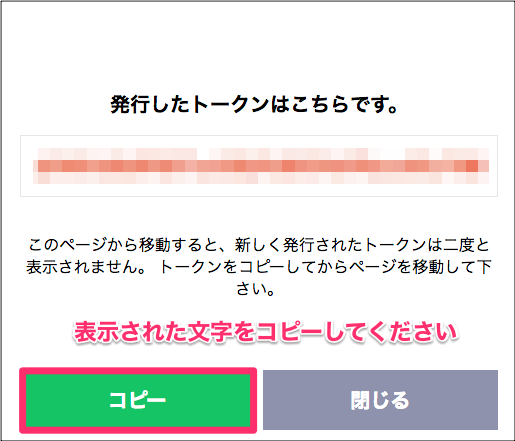 発行したトークンはこちらです。
このページから移動すると、新しく発行されたトークンは二度と
表示されません。 トークンをコピーしてからページを移動して下
さい。
表示された文字をコピーしてください
コピー
閉じる